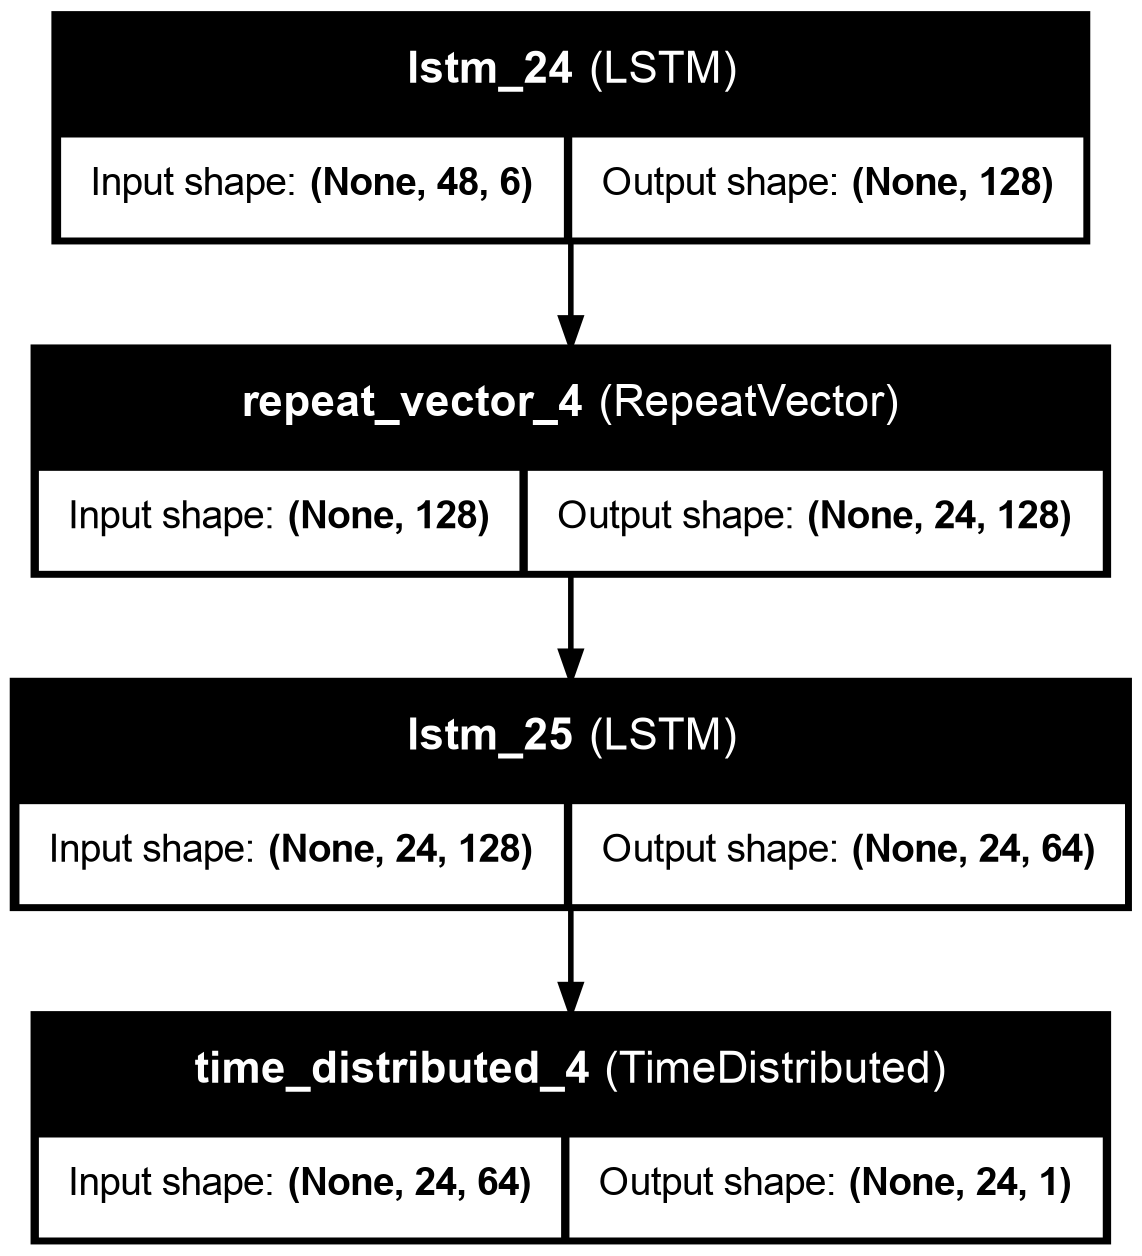 lstm_24 (LSTM)
Input shape: (None, 48, 6) Output shape: (None, 128)
repeat_vector_4 (RepeatVector)
Input shape: (None, 128) Output shape: (None, 24, 128)
lstm_25 (LSTM)
Input shape: (None, 24, 128) Output shape: (None, 24, 64)
time_distributed_4 (TimeDistributed)
Input shape: (None, 24, 64) Output shape: (None, 24, 1)